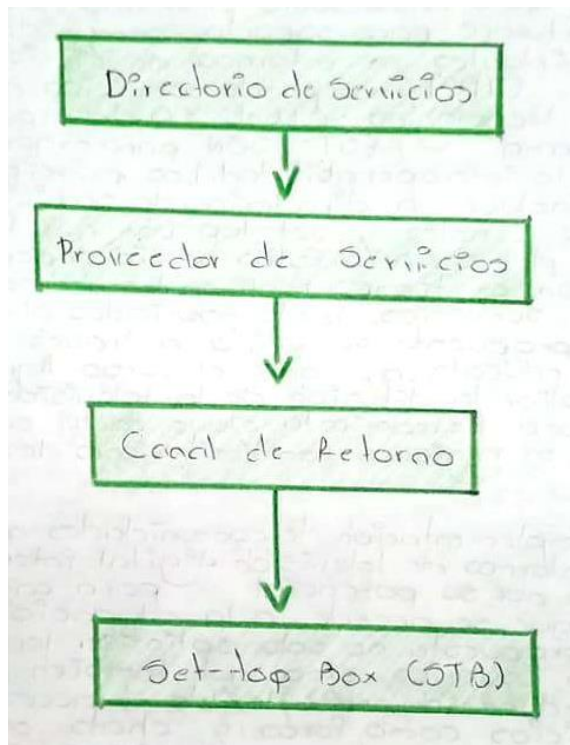 Directorio de Servicios
Proveedor de Servicios
Canal de Retorno
Set-top Box (STB)